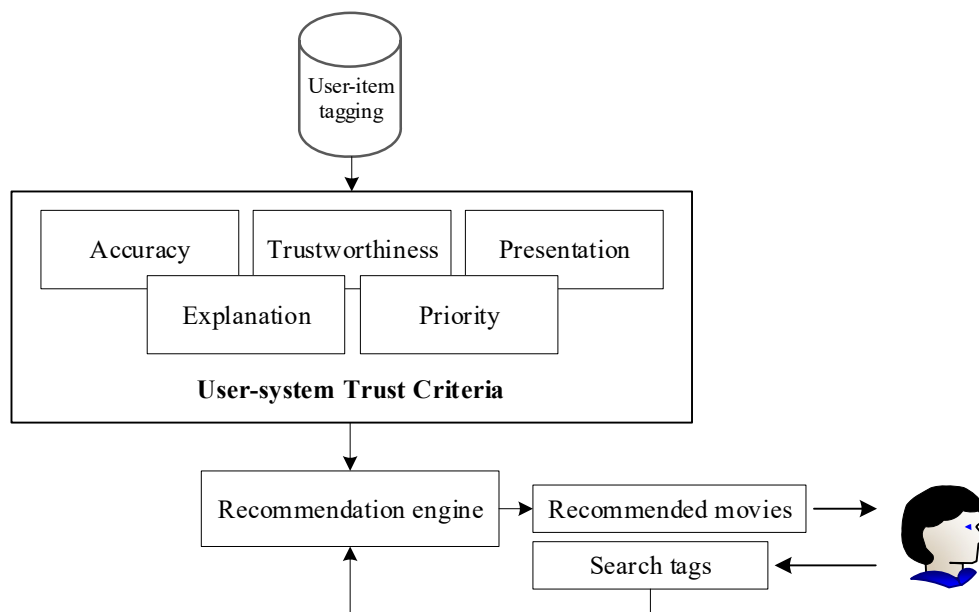 User-item
tagging
Accuracy
Trustworthiness
Presentation
Explanation
Priority
User-system Trust Criteria
Recommendation engine
Recommended movies
Search tags